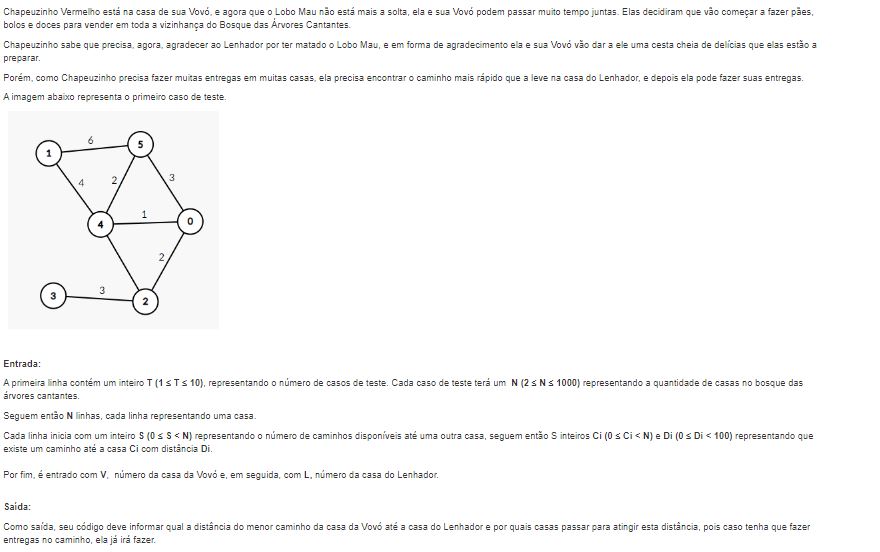 Chapeuzinho Vermelho está na casa de sua Vovó, e agora que o Lobo Mau não está mais a solta, ela e sua Vovó podem passar muito tempo juntas. Elas decidiram que vão começar a fazer pães,
bolos e doces para vender em toda a vizinhança do Bosque das Árvores Cantantes.
Chapeuzinho sabe que precisa, agora, agradecer ao Lenhador por ter matado o Lobo Mau, e em forma de agradecimento ela e sua Vovó vão dar a ele uma cesta cheia de delícias que elas estão a
preparar.
Porém, como Chapeuzinho precisa fazer muitas entregas em muitas casas, ela precisa encontrar o caminho mais rápido que a leve na casa do Lenhador, e depois ela pode fazer suas entregas.
A imagem abaixo representa o primeiro caso de teste.
6
5
1
4
2
3
1
4
0
2
3
3
2
Entrada:
A primeira linha contém um inteiro T (1 ≤ T ≤ 10), representando o número de casos de teste. Cada caso de teste terá um N (2 ≤ N ≤ 1000) representando a quantidade de casas no bosque das
árvores cantantes.
Seguem então N linhas, cada linha representando uma casa.
Cada linha inicia com um inteiro S (0 ≤ S < N) representando o número de caminhos disponíveis até uma outra casa, seguem então S inteiros Ci (0 ≤ Ci < N) e Di (0 ≤ Di < 100) representando que
existe um caminho até a casa Ci com distância Di.
Por fim, é entrado com V, número da casa da Vovó e, em seguida, com L, número da casa do Lenhador.
Saída:
Como saída, seu código deve informar qual a distância do menor caminho da casa da Vovó até a casa do Lenhador e por quais casas passar para atingir esta distância, pois caso tenha que fazer
entregas no caminho, ela já irá fazer.